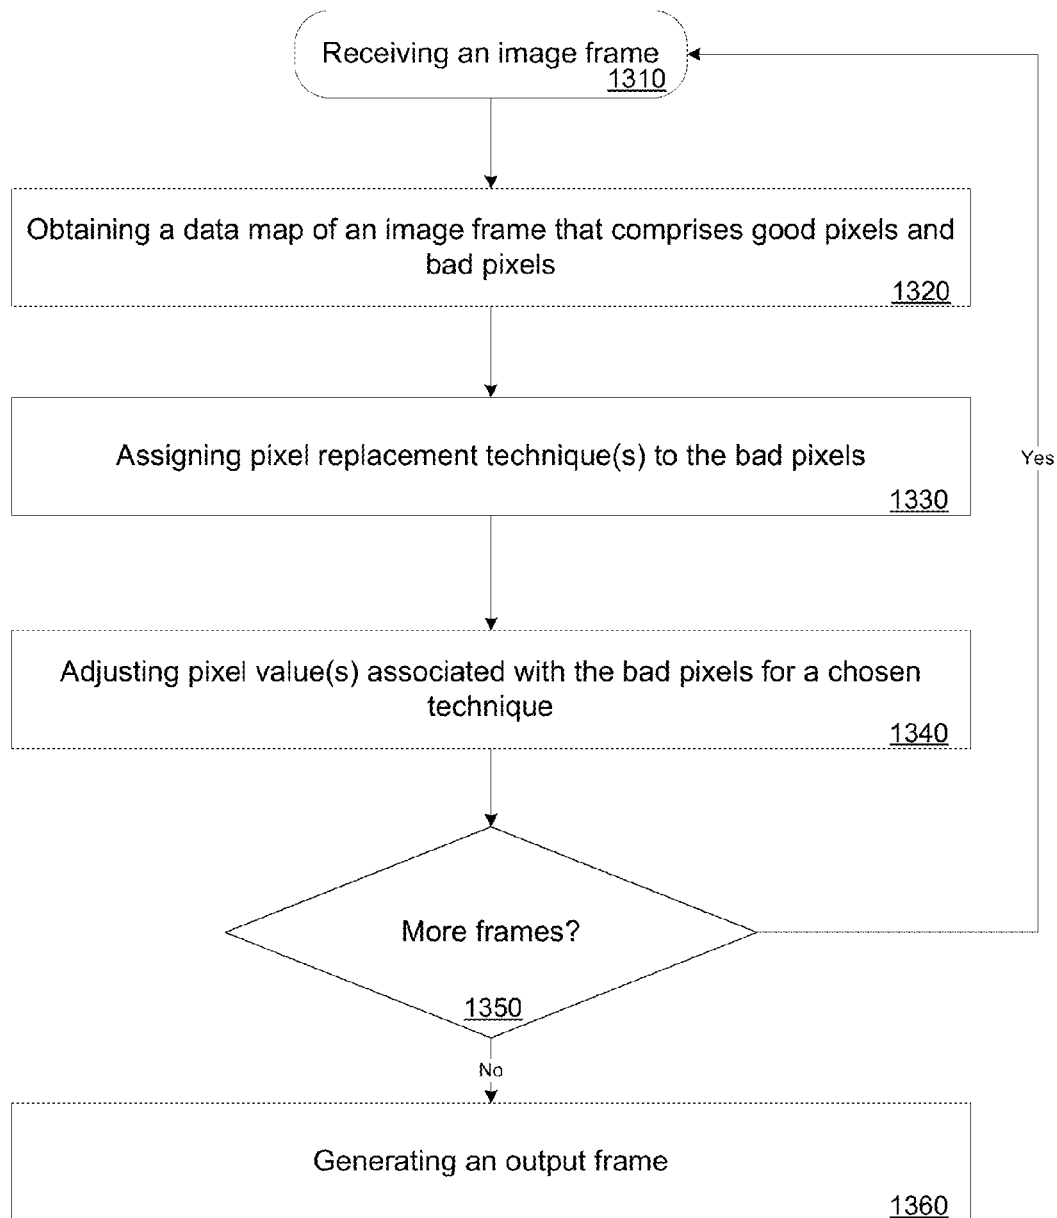 Receiving an image frame
1310
Obtaining a data map of an image frame that comprises good pixels and
bad pixels
1320
Assigning pixel replacement technique(s) to the bad pixels
1330
Yes
Adjusting pixel value(s) associated with the bad pixels for a chosen
technique
1340
More frames?
1350
No
Generating an output frame
1360